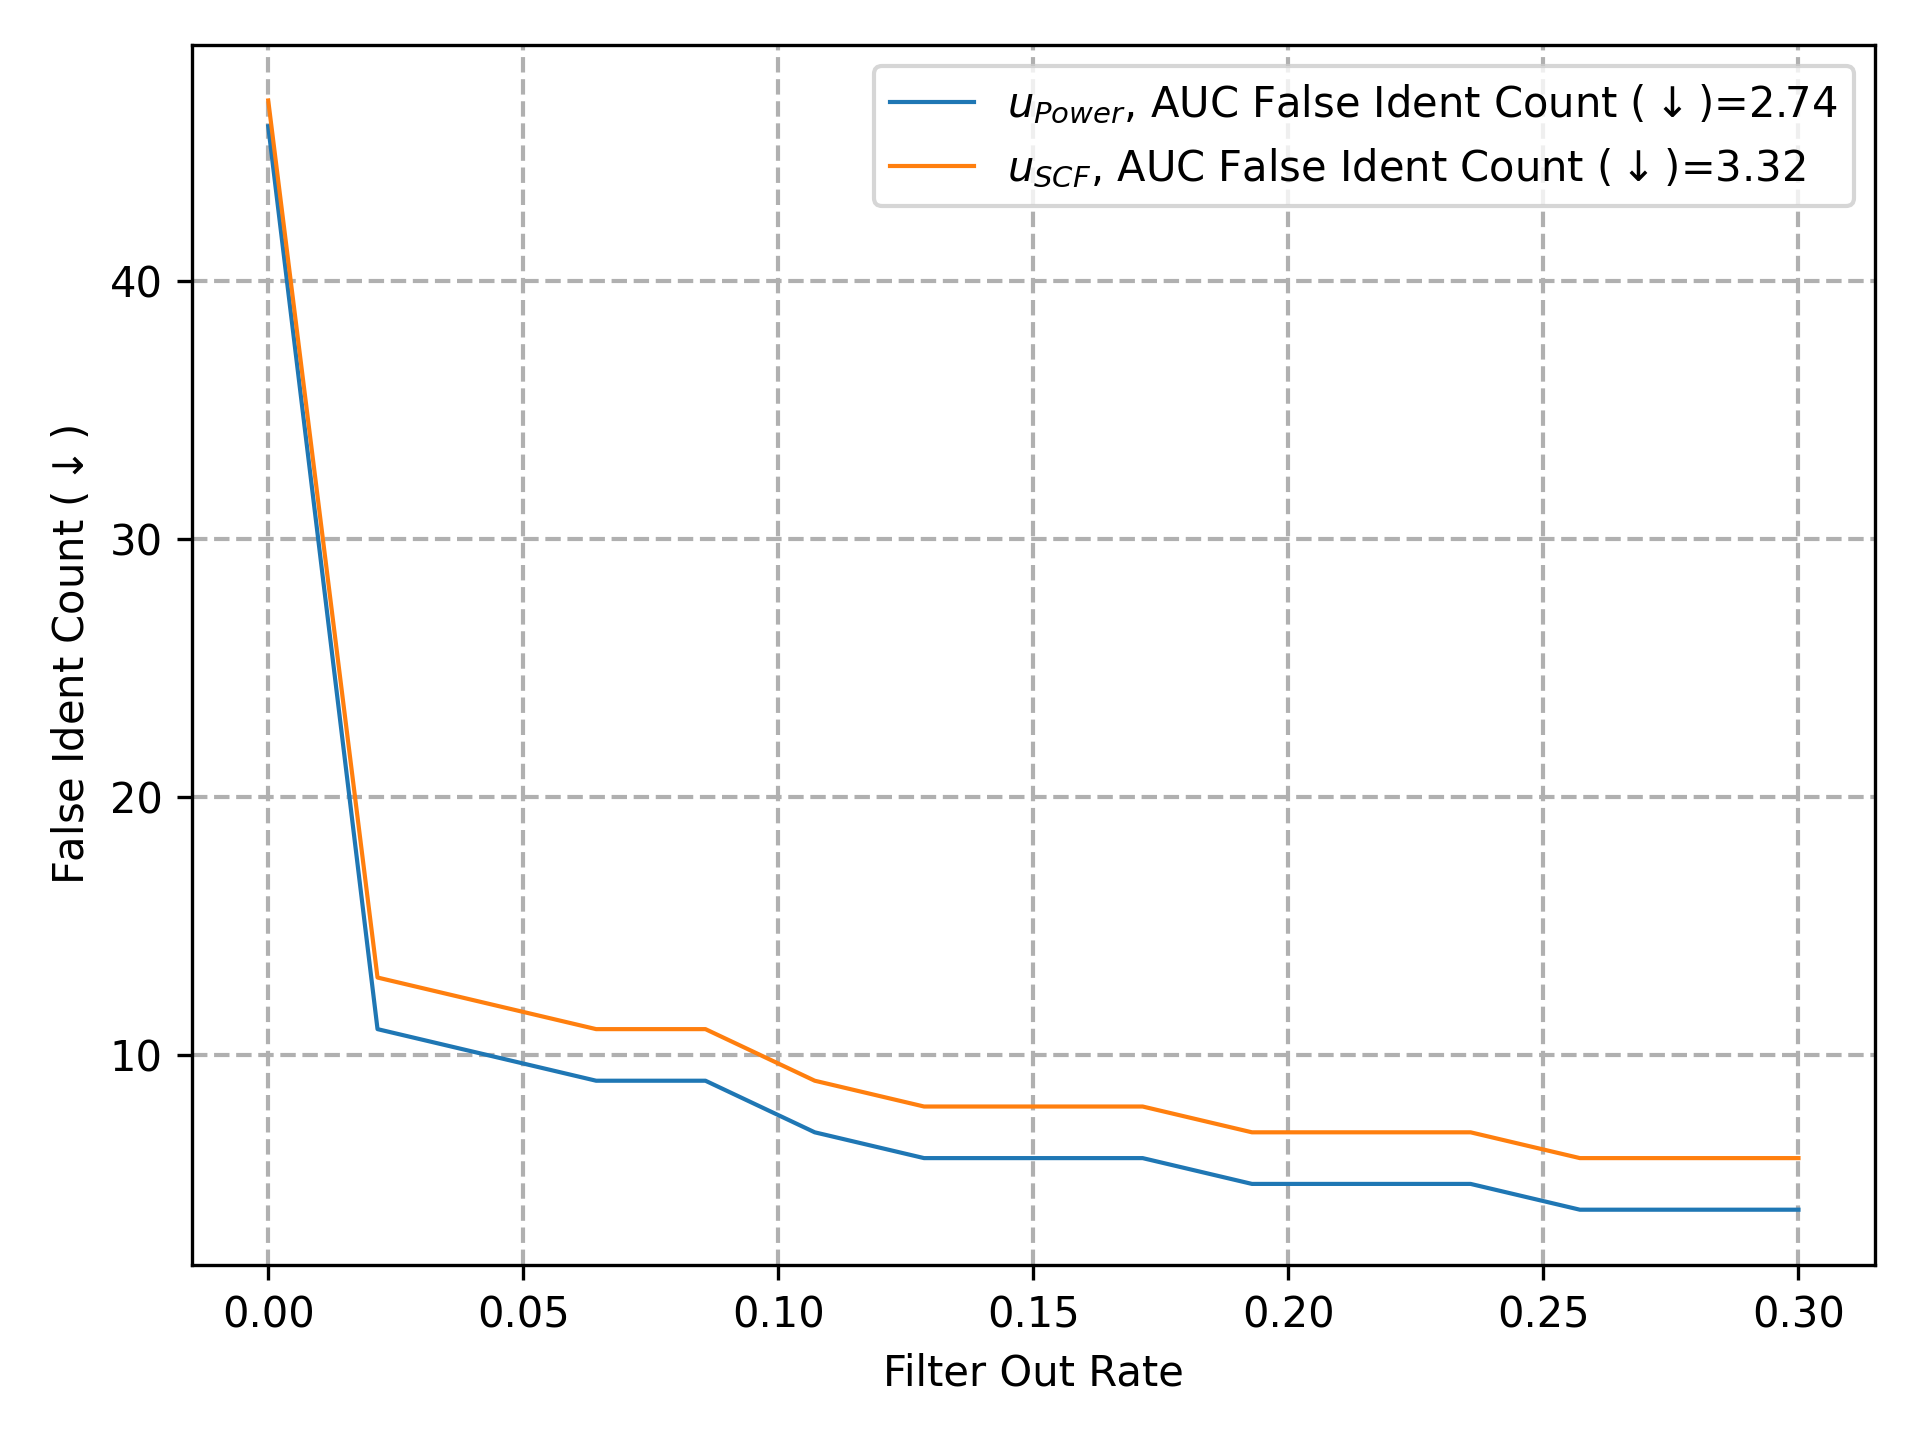 u_Power, AUC False Ident Count (↓)=2.74
u_SCF, AUC False Ident Count (↓)=3.32
False Ident Count (↓)
40
30
20
10
0.00 0.05 0.10 0.15 0.20 0.25 0.30
Filter Out Rate